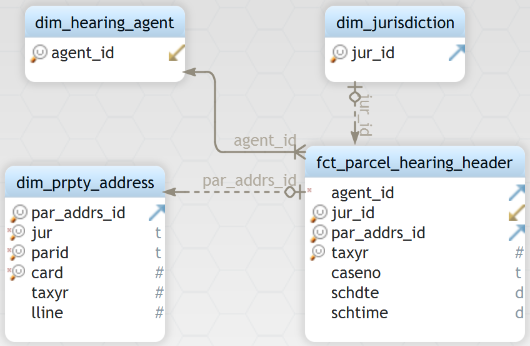 dim_hearing_agent
agent_id
dim_jurisdiction
jur_id
jur_id
agent_id
par_addrs_id
dim_prpty_address
par_addrs_id
jur t
parid t
card #
taxyr #
lline #
fct_parcel_hearing_header
agent_id
jur_id
par_addrs_id
taxyr #
caseno t
schdte d
schtime d